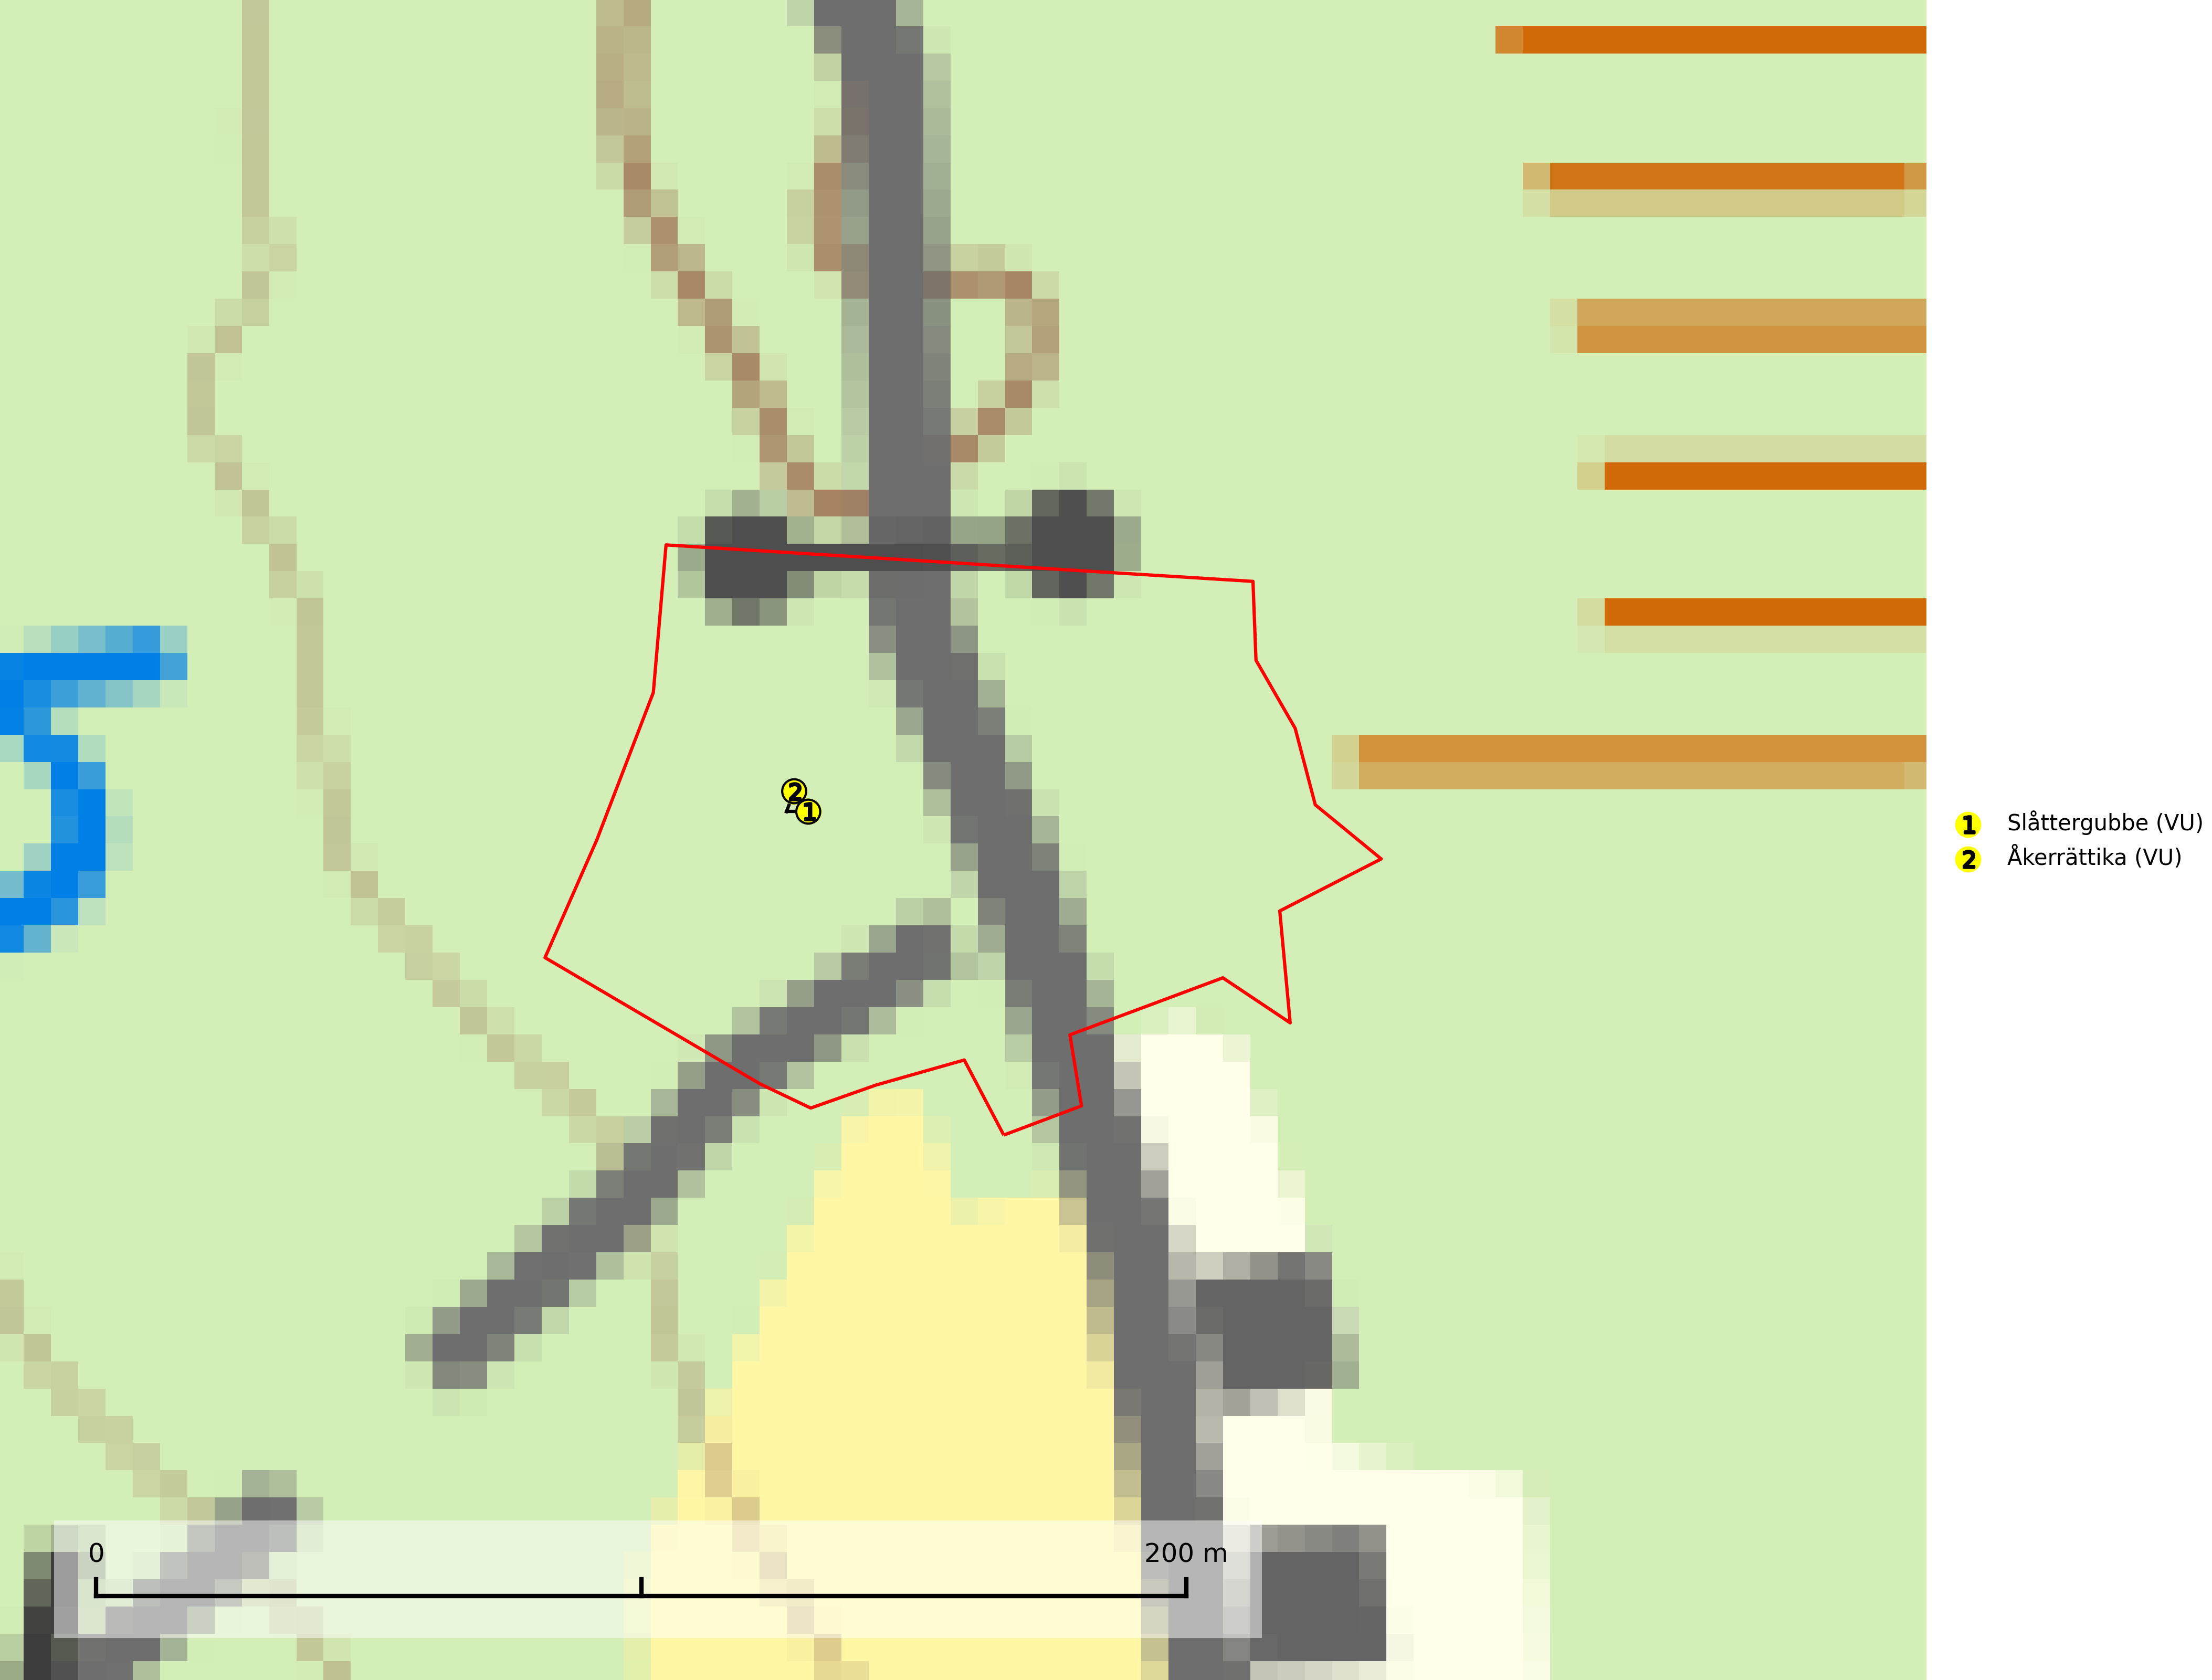 2
1
1 Slåttergubbe (VU)
2 Åkerrättika (VU)
0 200 m